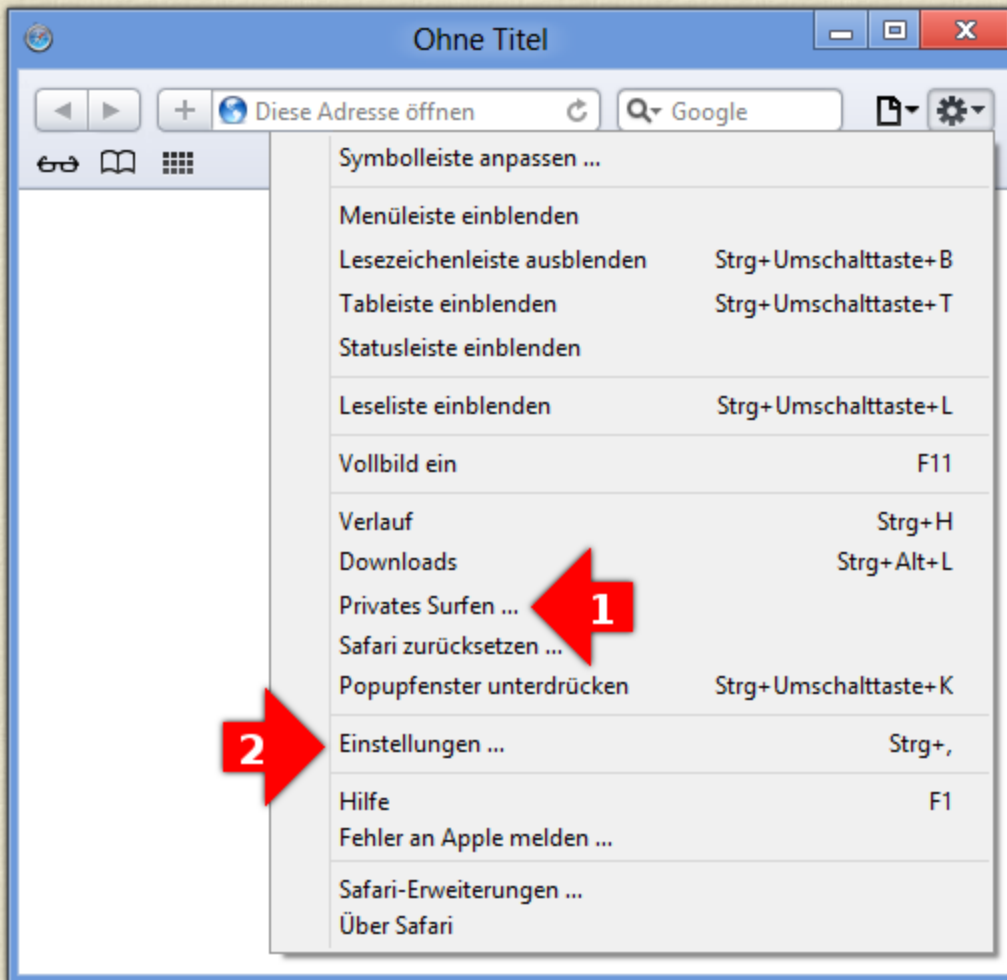 Ohne Titel
Diese Adresse öffnen
Google
Symbolleiste anpassen ...
Menüleiste einblenden
Lesezeichenleiste ausblenden Strg+Umschalttaste+B
Tableiste einblenden Strg+Umschalttaste+T
Statusleiste einblenden
Leseliste einblenden Strg+Umschalttaste+L
Vollbild ein F11
Verlauf Strg+H
Downloads Strg+Alt+L
Privates Surfen ... 1
Safari zurücksetzen ...
Popupfenster unterdrücken Strg+Umschalttaste+K
2 Einstellungen ... Strg+,
Hilfe F1
Fehler an Apple melden ...
Safari-Erweiterungen ...
Über Safari